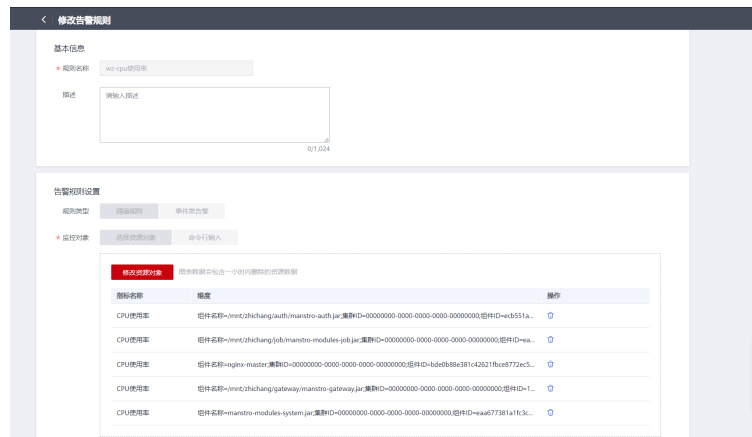 修改告警规则
基本信息
* 规则名称 wz-cpu使用率
描述 请输入描述
0/1,024
告警规则设置
规则类型 阈值规则 事件类告警
* 监控对象 选择资源对象 命令行输入
修改资源对象 图表数据会包含一小时内删除的资源数据
指标名称 维度 操作
CPU使用率 组件名称=/mnt/zhichang/auth/manstro-auth.jar;集群ID=00000000-0000-0000-0000-00000000;组件ID=ecb551a...
CPU使用率 组件名称=/mnt/zhichang/job/manstro-modules-job.jar;集群ID=00000000-0000-0000-0000-00000000;组件ID=ea...
CPU使用率 组件名称=nginx-master;集群ID=00000000-0000-0000-0000-00000000;组件ID=bde0b88e381c42621fbce8772ec5...
CPU使用率 组件名称=/mnt/zhichang/gateway/manstro-gateway.jar;集群ID=00000000-0000-0000-0000-00000000;组件ID=1...
CPU使用率 组件名称=manstro-modules-system.jar;集群ID=00000000-0000-0000-0000-00000000;组件ID=eaa677381a1fc3c...